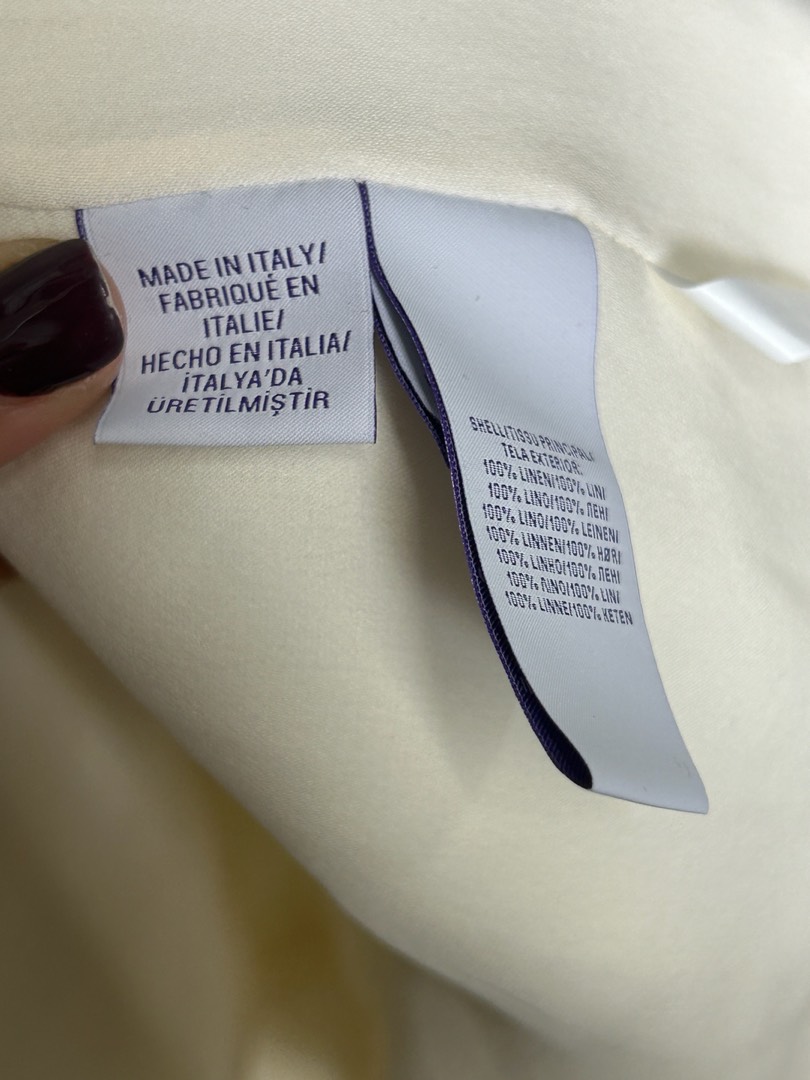 MADE IN ITALY/
FABRIQUÉ EN
ITALIE/
HECHO EN ITALIA/
İTALYA'DA
ÜRETİLMİŞTİR
SHELL/TISSU PRINCIPAL/
TELA EXTERIOR:
100% LINEN/100% LIN/
100% LINO/100% ЛЕН/
100% LINO/100% LEINEN/
100% LINNEN/100% HØR/
100% LINHO/100% ЛЕН/
100% ΛΙΝΟ/100% LIN/
100% LINNE/100% KETEN